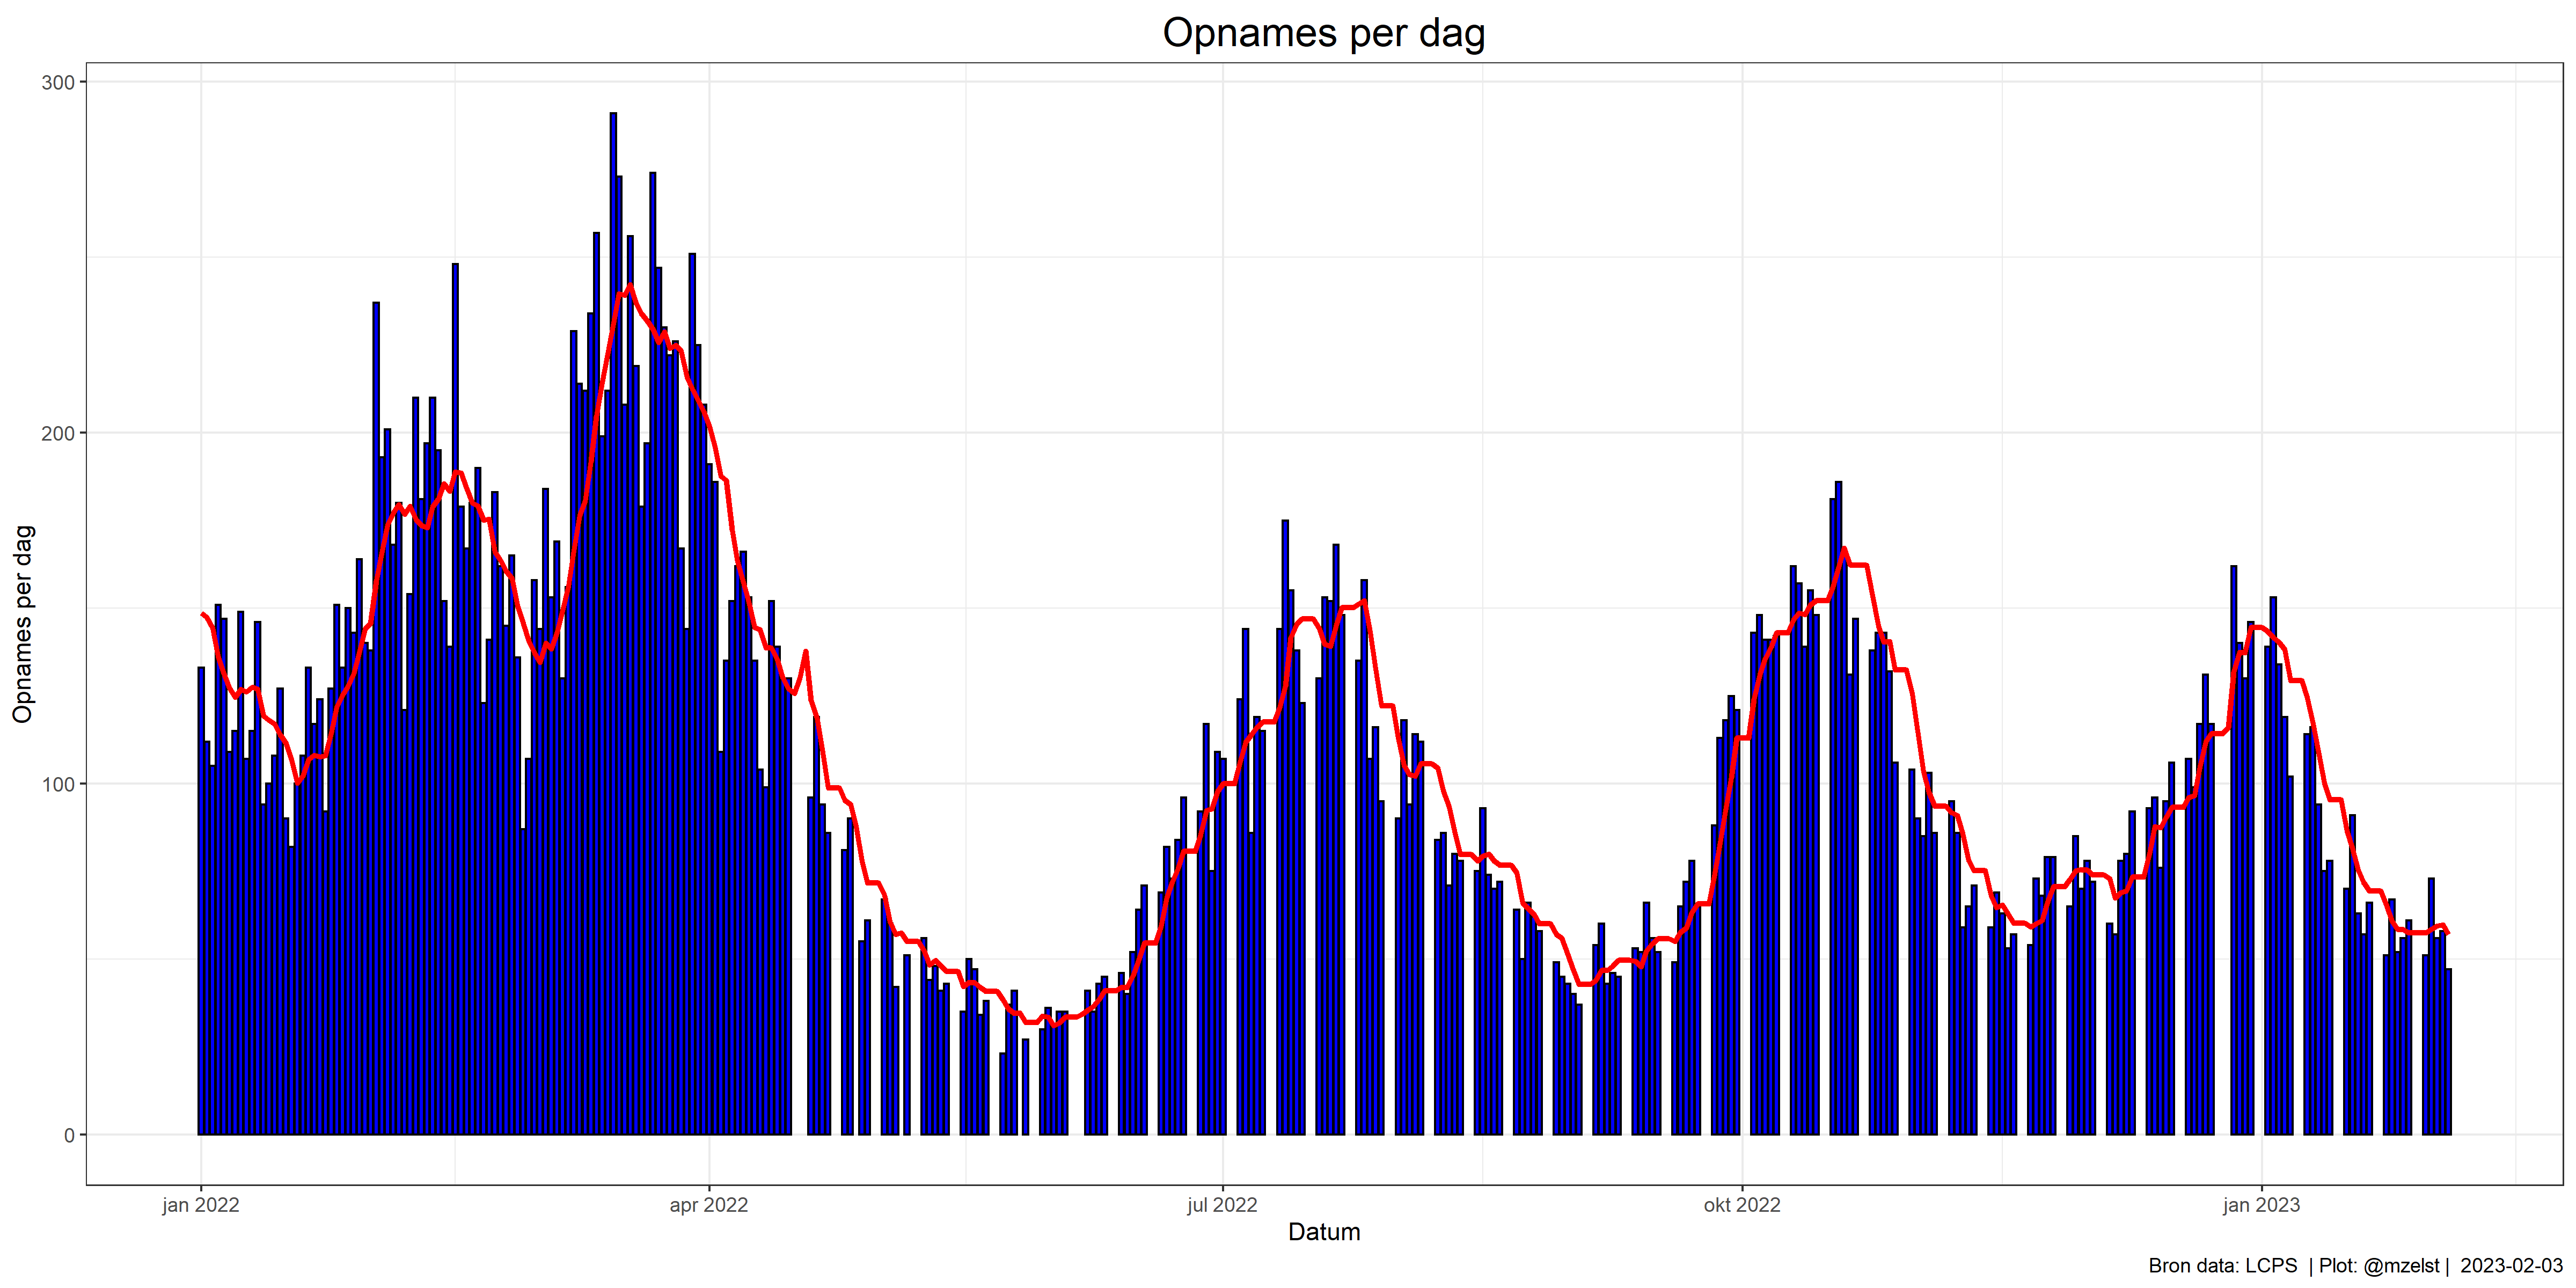 Opnames per dag
Opnames per dag
300
200
100
0
jan 2022
apr 2022
jul 2022
okt 2022
jan 2023
Datum
Bron data: LCPS | Plot: @mzelst | 2023-02-03